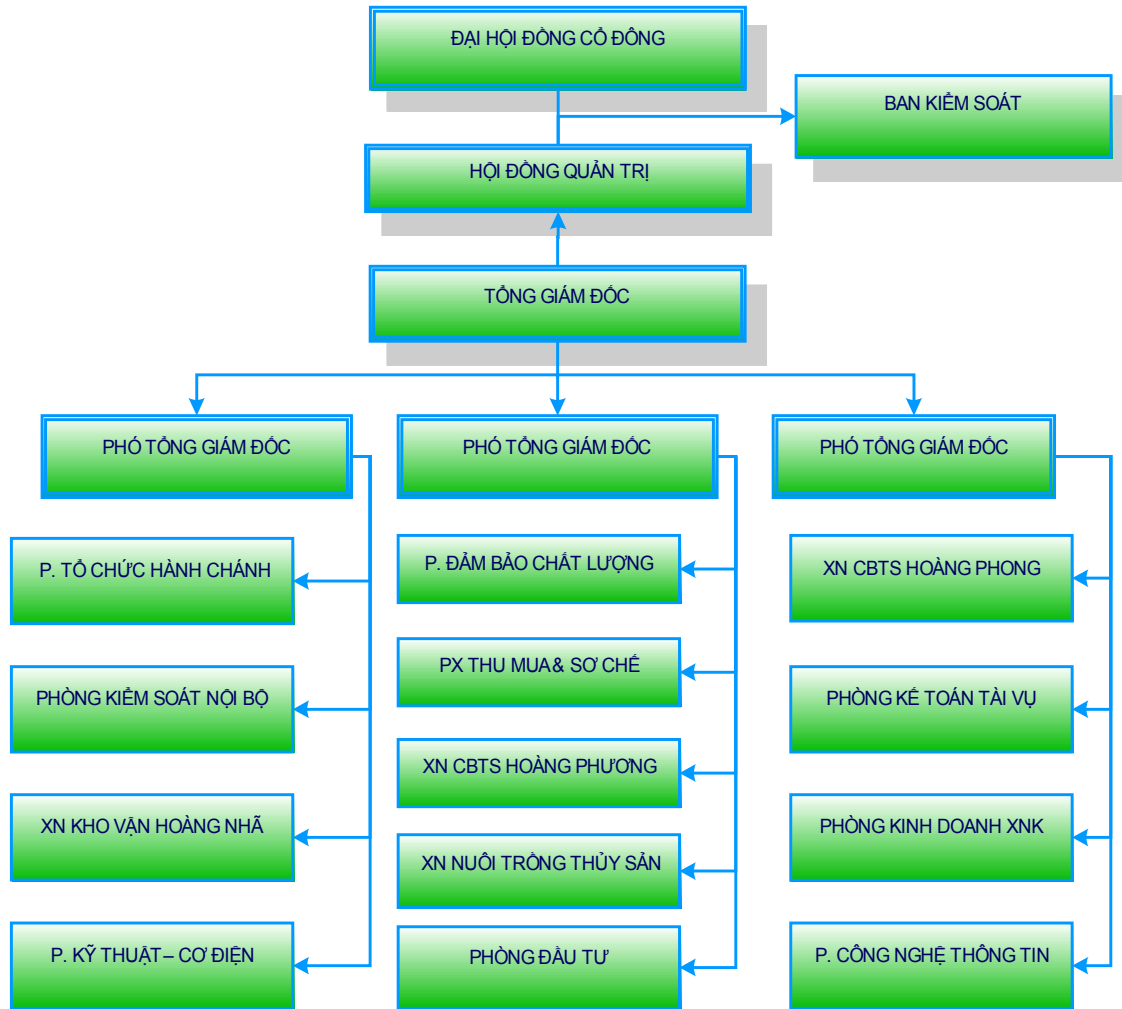 ĐẠI HỘI ĐỒNG CỔ ĐÔNG
BAN KIỂM SOÁT
HỘI ĐỒNG QUẢN TRỊ
TỔNG GIÁM ĐỐC
PHÓ TỔNG GIÁM ĐỐC
PHÓ TỔNG GIÁM ĐỐC
PHÓ TỔNG GIÁM ĐỐC
P. TỔ CHỨC HÀNH CHÁNH
PHÒNG KIỂM SOÁT NỘI BỘ
XN KHO VẬN HOÀNG NHÃ
P. KỸ THUẬT – CƠ ĐIỆN
P. ĐẢM BẢO CHẤT LƯỢNG
PX THU MUA & SƠ CHẾ
XN CBTS HOÀNG PHƯƠNG
XN NUÔI TRỒNG THỦY SẢN
PHÒNG ĐẦU TƯ
XN CBTS HOÀNG PHONG
PHÒNG KẾ TOÁN TÀI VỤ
PHÒNG KINH DOANH XNK
P. CÔNG NGHỆ THÔNG TIN